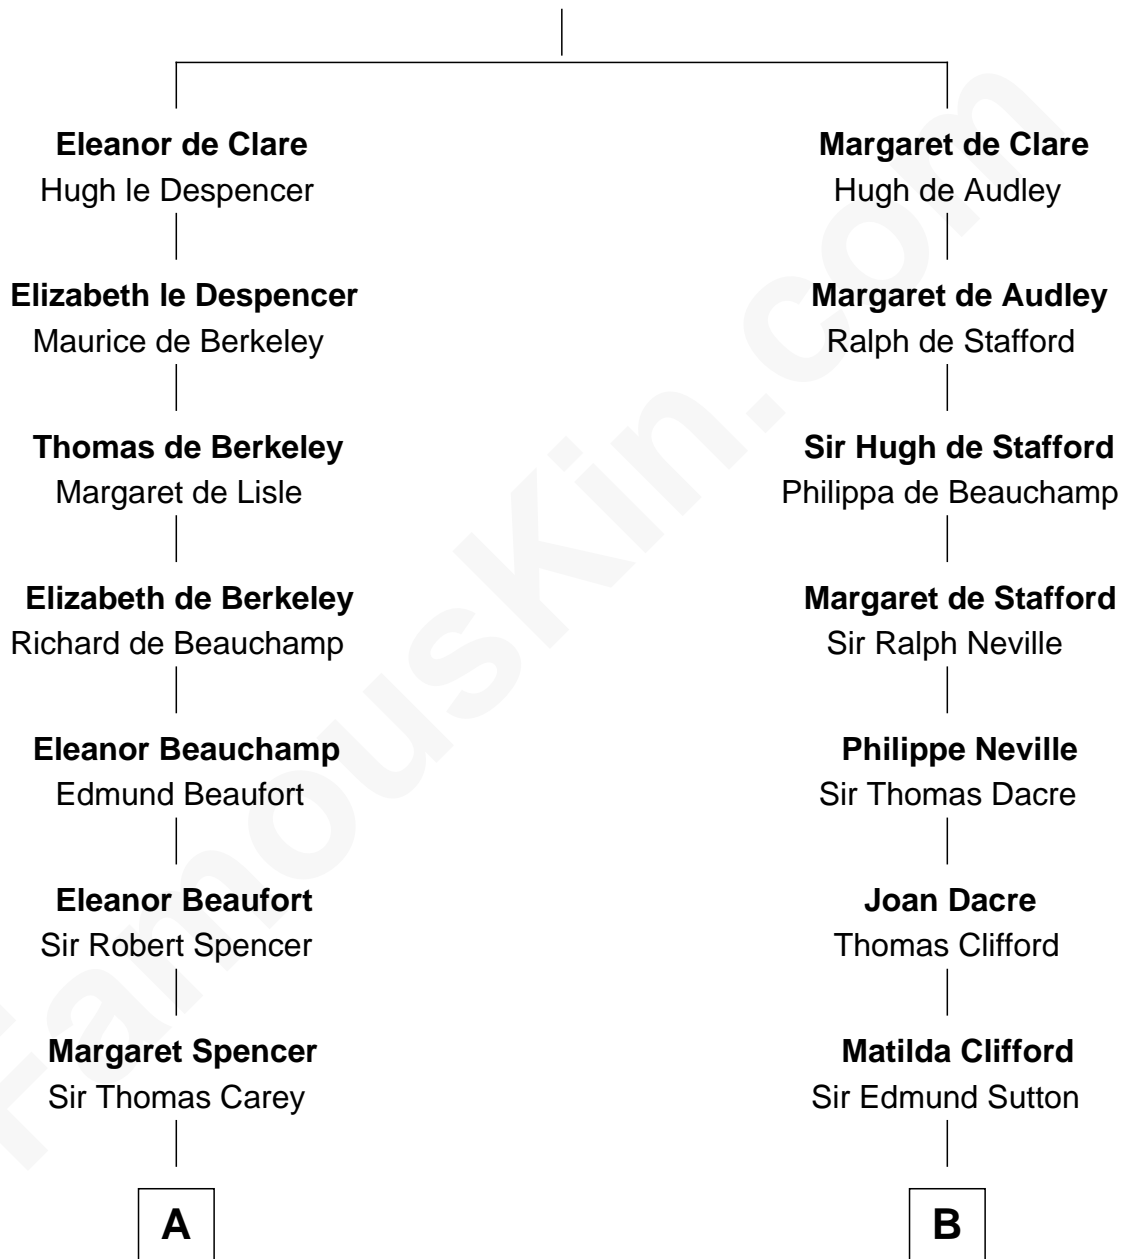 Eleanor de Clare
Hugh le Despencer
Elizabeth le Despencer
Maurice de Berkeley
Thomas de Berkeley
Margaret de Lisle
Elizabeth de Berkeley
Richard de Beauchamp
Eleanor Beauchamp
Edmund Beaufort
Eleanor Beaufort
Sir Robert Spencer
Margaret Spencer
Sir Thomas Carey
A
Margaret de Clare
Hugh de Audley
Margaret de Audley
Ralph de Stafford
Sir Hugh de Stafford
Philippa de Beauchamp
Margaret de Stafford
Sir Ralph Neville
Philippe Neville
Sir Thomas Dacre
Joan Dacre
Thomas Clifford
Matilda Clifford
Sir Edmund Sutton
B
FamousKin.com